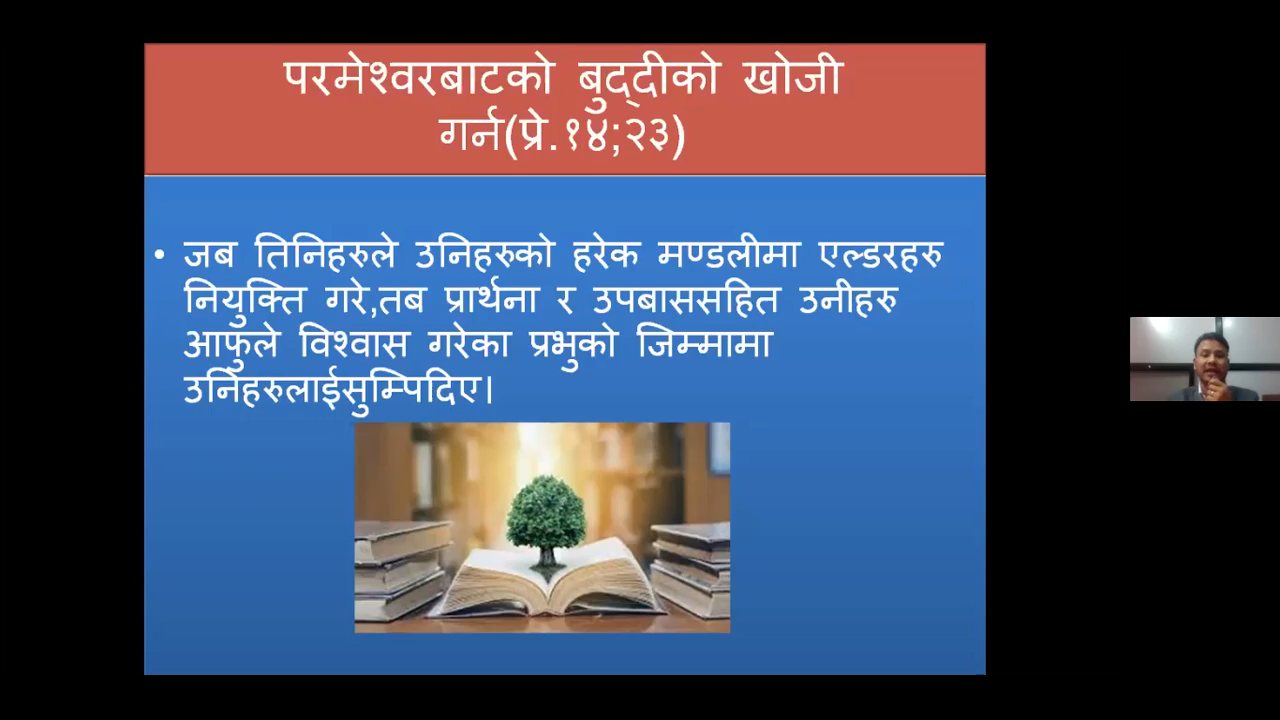 परमेश्वरबाटको बुद्‌दीको खोजी
गर्न(प्रे.१४;२३)
• जब तिनिहरुले उनिहरुको हरेक मण्डलीमा एल्डरहरु
नियुक्ति गरे,तब प्रार्थना र उपबाससहित उनीहरु
आफुले विश्वास गरेका प्रभुको जिम्मामा
उनिहरुलाईसुम्पिदिए।